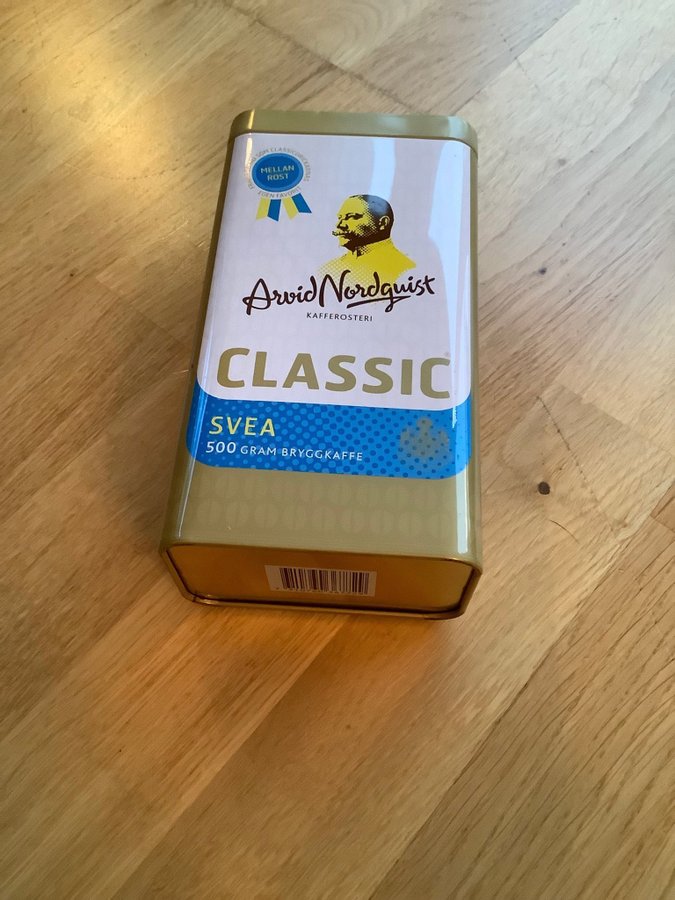 MELLAN
ROST
Arvid Nordquist
KAFFEROSTERI
CLASSIC
SVEA
500 GRAM BRYGGKAFFE